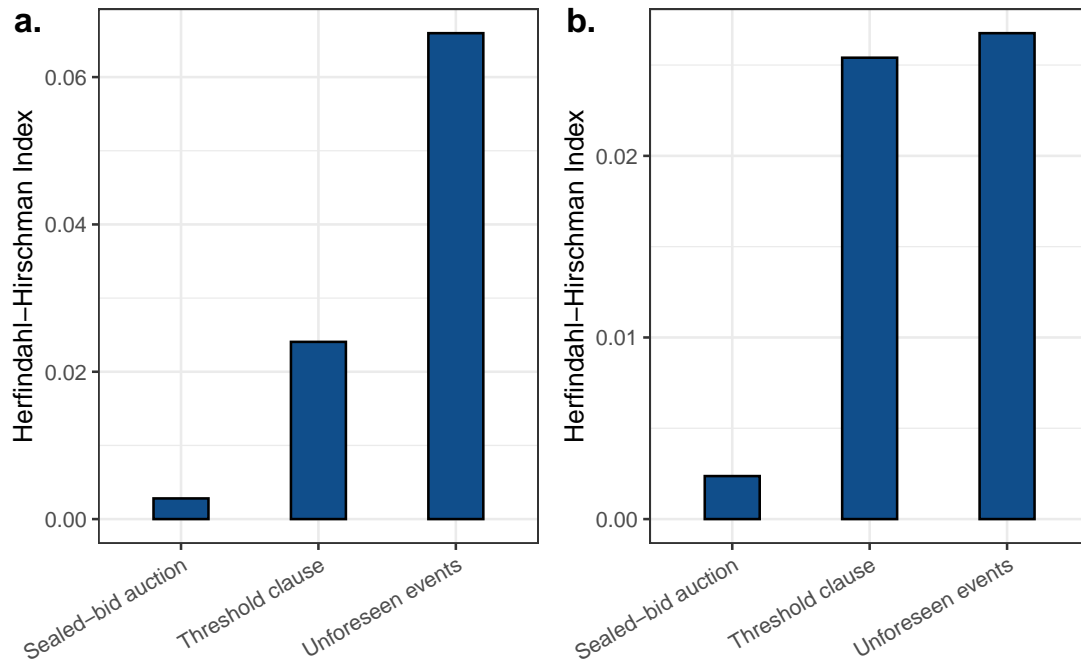 a.
Herfindahl−Hirschman Index
0.06
0.04
0.02
0.00
Sealed−bid auction
Threshold clause
Unforeseen events
b.
Herfindahl−Hirschman Index
0.02
0.01
0.00
Sealed−bid auction
Threshold clause
Unforeseen events